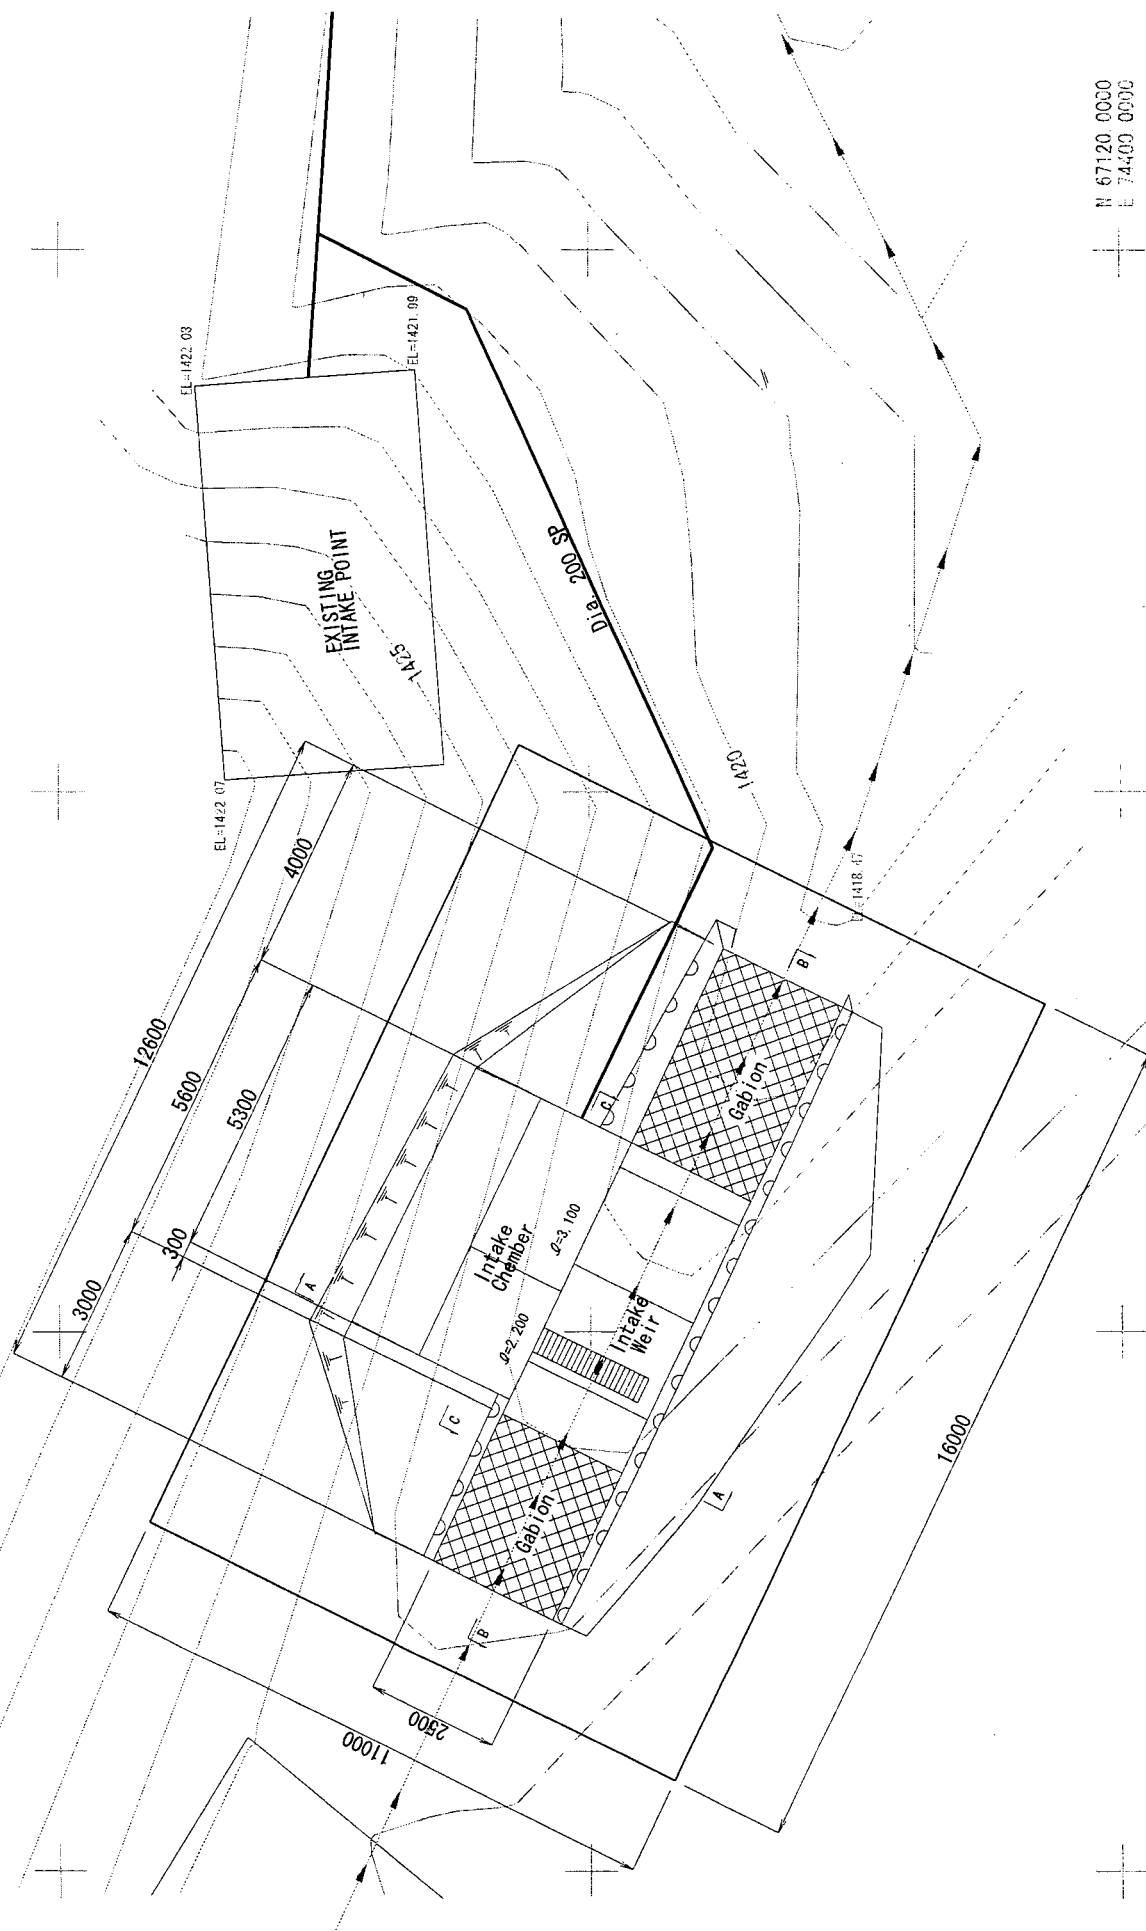 N 67120.0000
E 74400.0000
EL=1422.03
EL=1421.99
EXISTING
INTAKE POINT
1425
Dia. 200 SP
EL=1422.07
1420
EL=1418.47
4000
12600
5600
5300
300
3000
A
B
C
Gabion
Intake
Chember
ℓ=3,100
ℓ=2,200
Intake
Weir
C
Gabion
A
B
16000
2500
11000